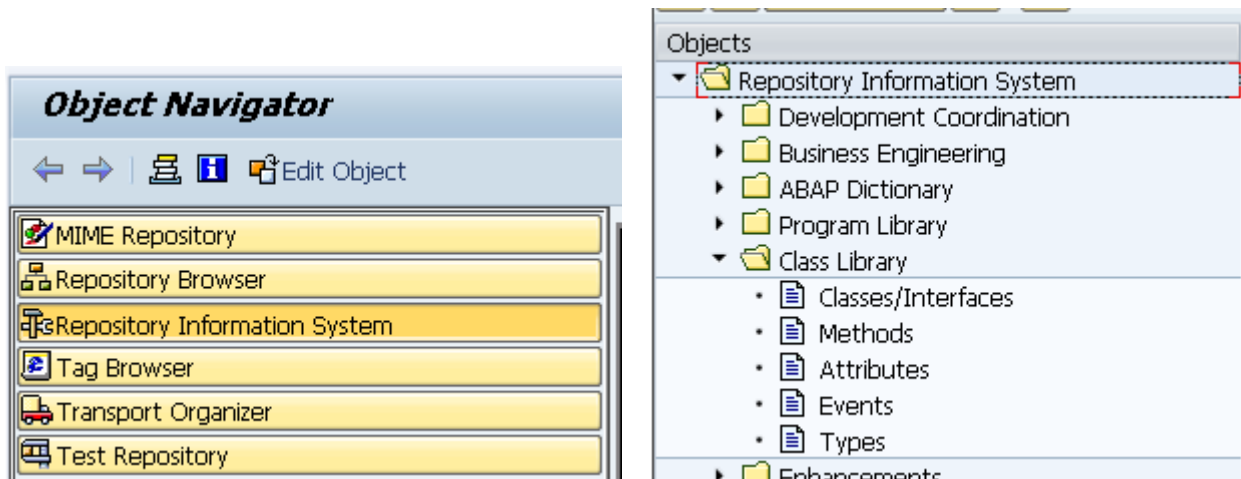 Object Navigator
Edit Object
MIME Repository
Repository Browser
Repository Information System
Tag Browser
Transport Organizer
Test Repository
Objects
Repository Information System
Development Coordination
Business Engineering
ABAP Dictionary
Program Library
Class Library
Classes/Interfaces
Methods
Attributes
Events
Types
Enhancements